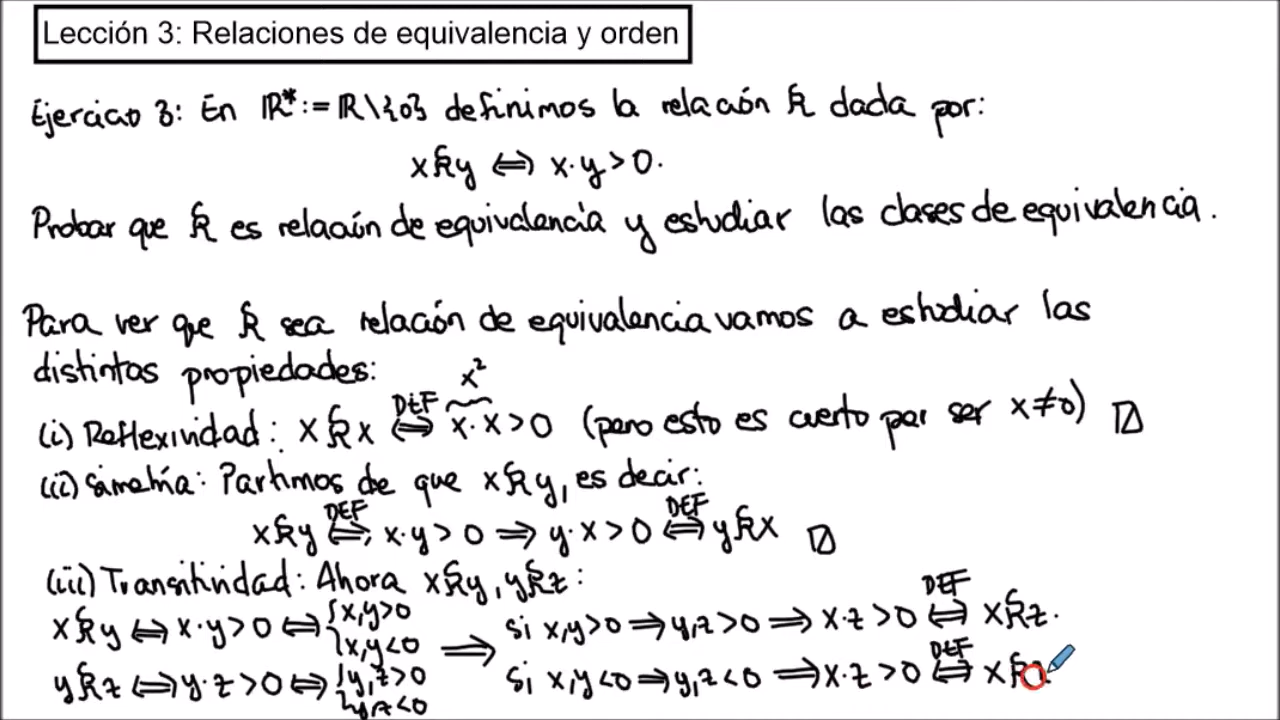 Lección 3: Relaciones de equivalencia y orden
Ejercicio 3: En ℝ* := ℝ\{0} definimos la relación ℛ dada por:
xℛy ⟺ x·y > 0.
Probar que ℛ es relación de equivalencia y estudiar las clases de equivalencia.
Para ver que ℛ sea relación de equivalencia vamos a estudiar las
distintas propiedades:
x²
(i) Reflexividad: xℛx ⟺ DEF x·x > 0 (pero esto es cierto por ser x ≠ 0)
(ii) Simetría: Partimos de que xℛy, es decir:
xℛy ⟺ DEF x·y > 0 ⟹ y·x > 0 ⟺ DEF yℛx
(iii) Transitividad: Ahora xℛy, yℛz:
xℛy ⟺ x·y > 0 ⟺ { x,y > 0 x,y < 0 ⟹ si x,y > 0 ⟹ y,z > 0 ⟹ x·z > 0 ⟺ DEF xℛz.
yℛz ⟺ y·z > 0 ⟺ { y,z > 0 y,z < 0 si x,y < 0 ⟹ y,z < 0 ⟹ x·z > 0 ⟺ DEF xℛ